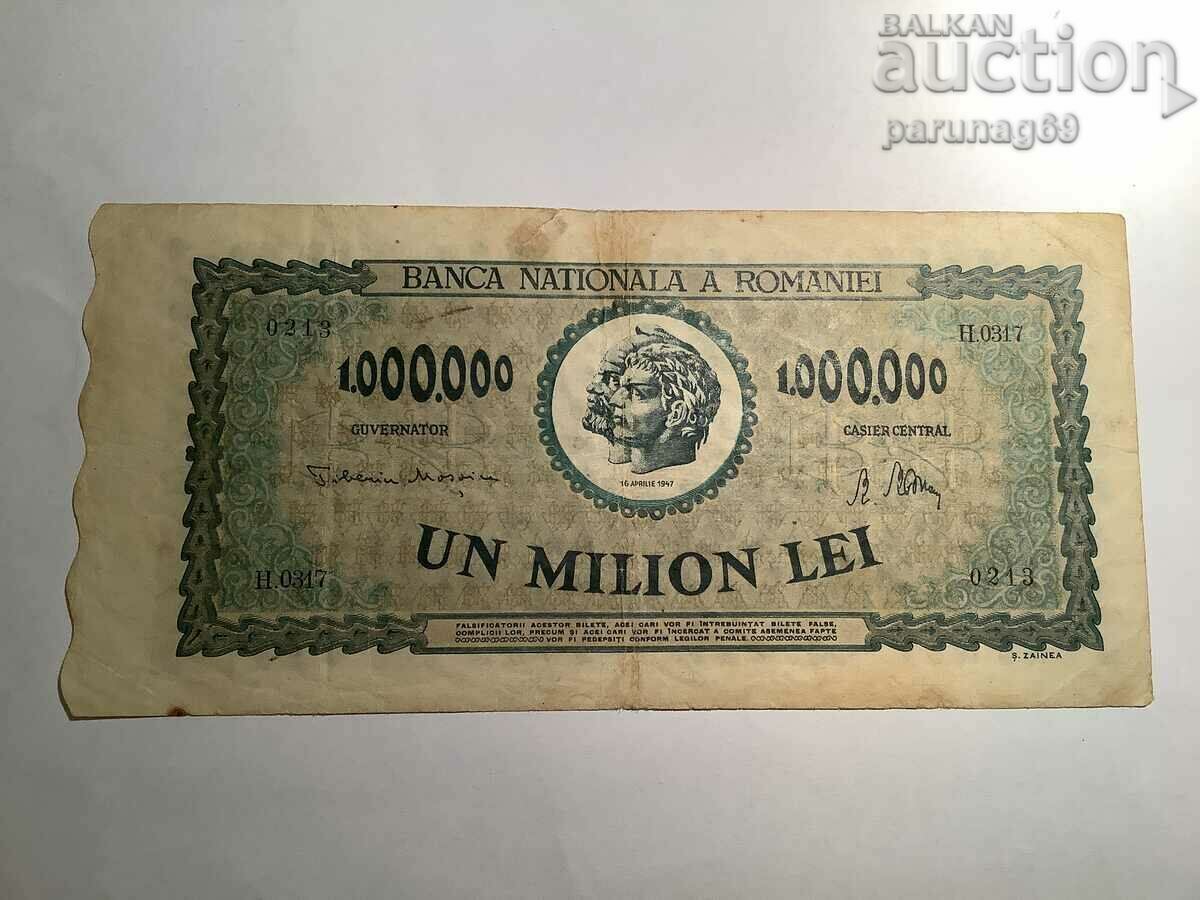 BALKAN
auction
parunag69
BANCA NATIONALA A ROMANIEI
0213
H.0317
1.000.000
1.000.000
GUVERNATOR
CASIER CENTRAL
16 APRILIE 1947
UN MILION LEI
H.0317
0213
FALSIFICATORII ACESTOR BILETE, ACEI CARI VOR FI ÎNTREBUINȚAT BILETE FALSE,
COMPLICII LOR, PRECUM ȘI ACEI CARI VOR FI ÎNCERCAT A COMITE ASEMENEA FAPTE
VOR FI PEDEPSIȚI CONFORM LEGILOR PENALE
Ș. ZAINEA